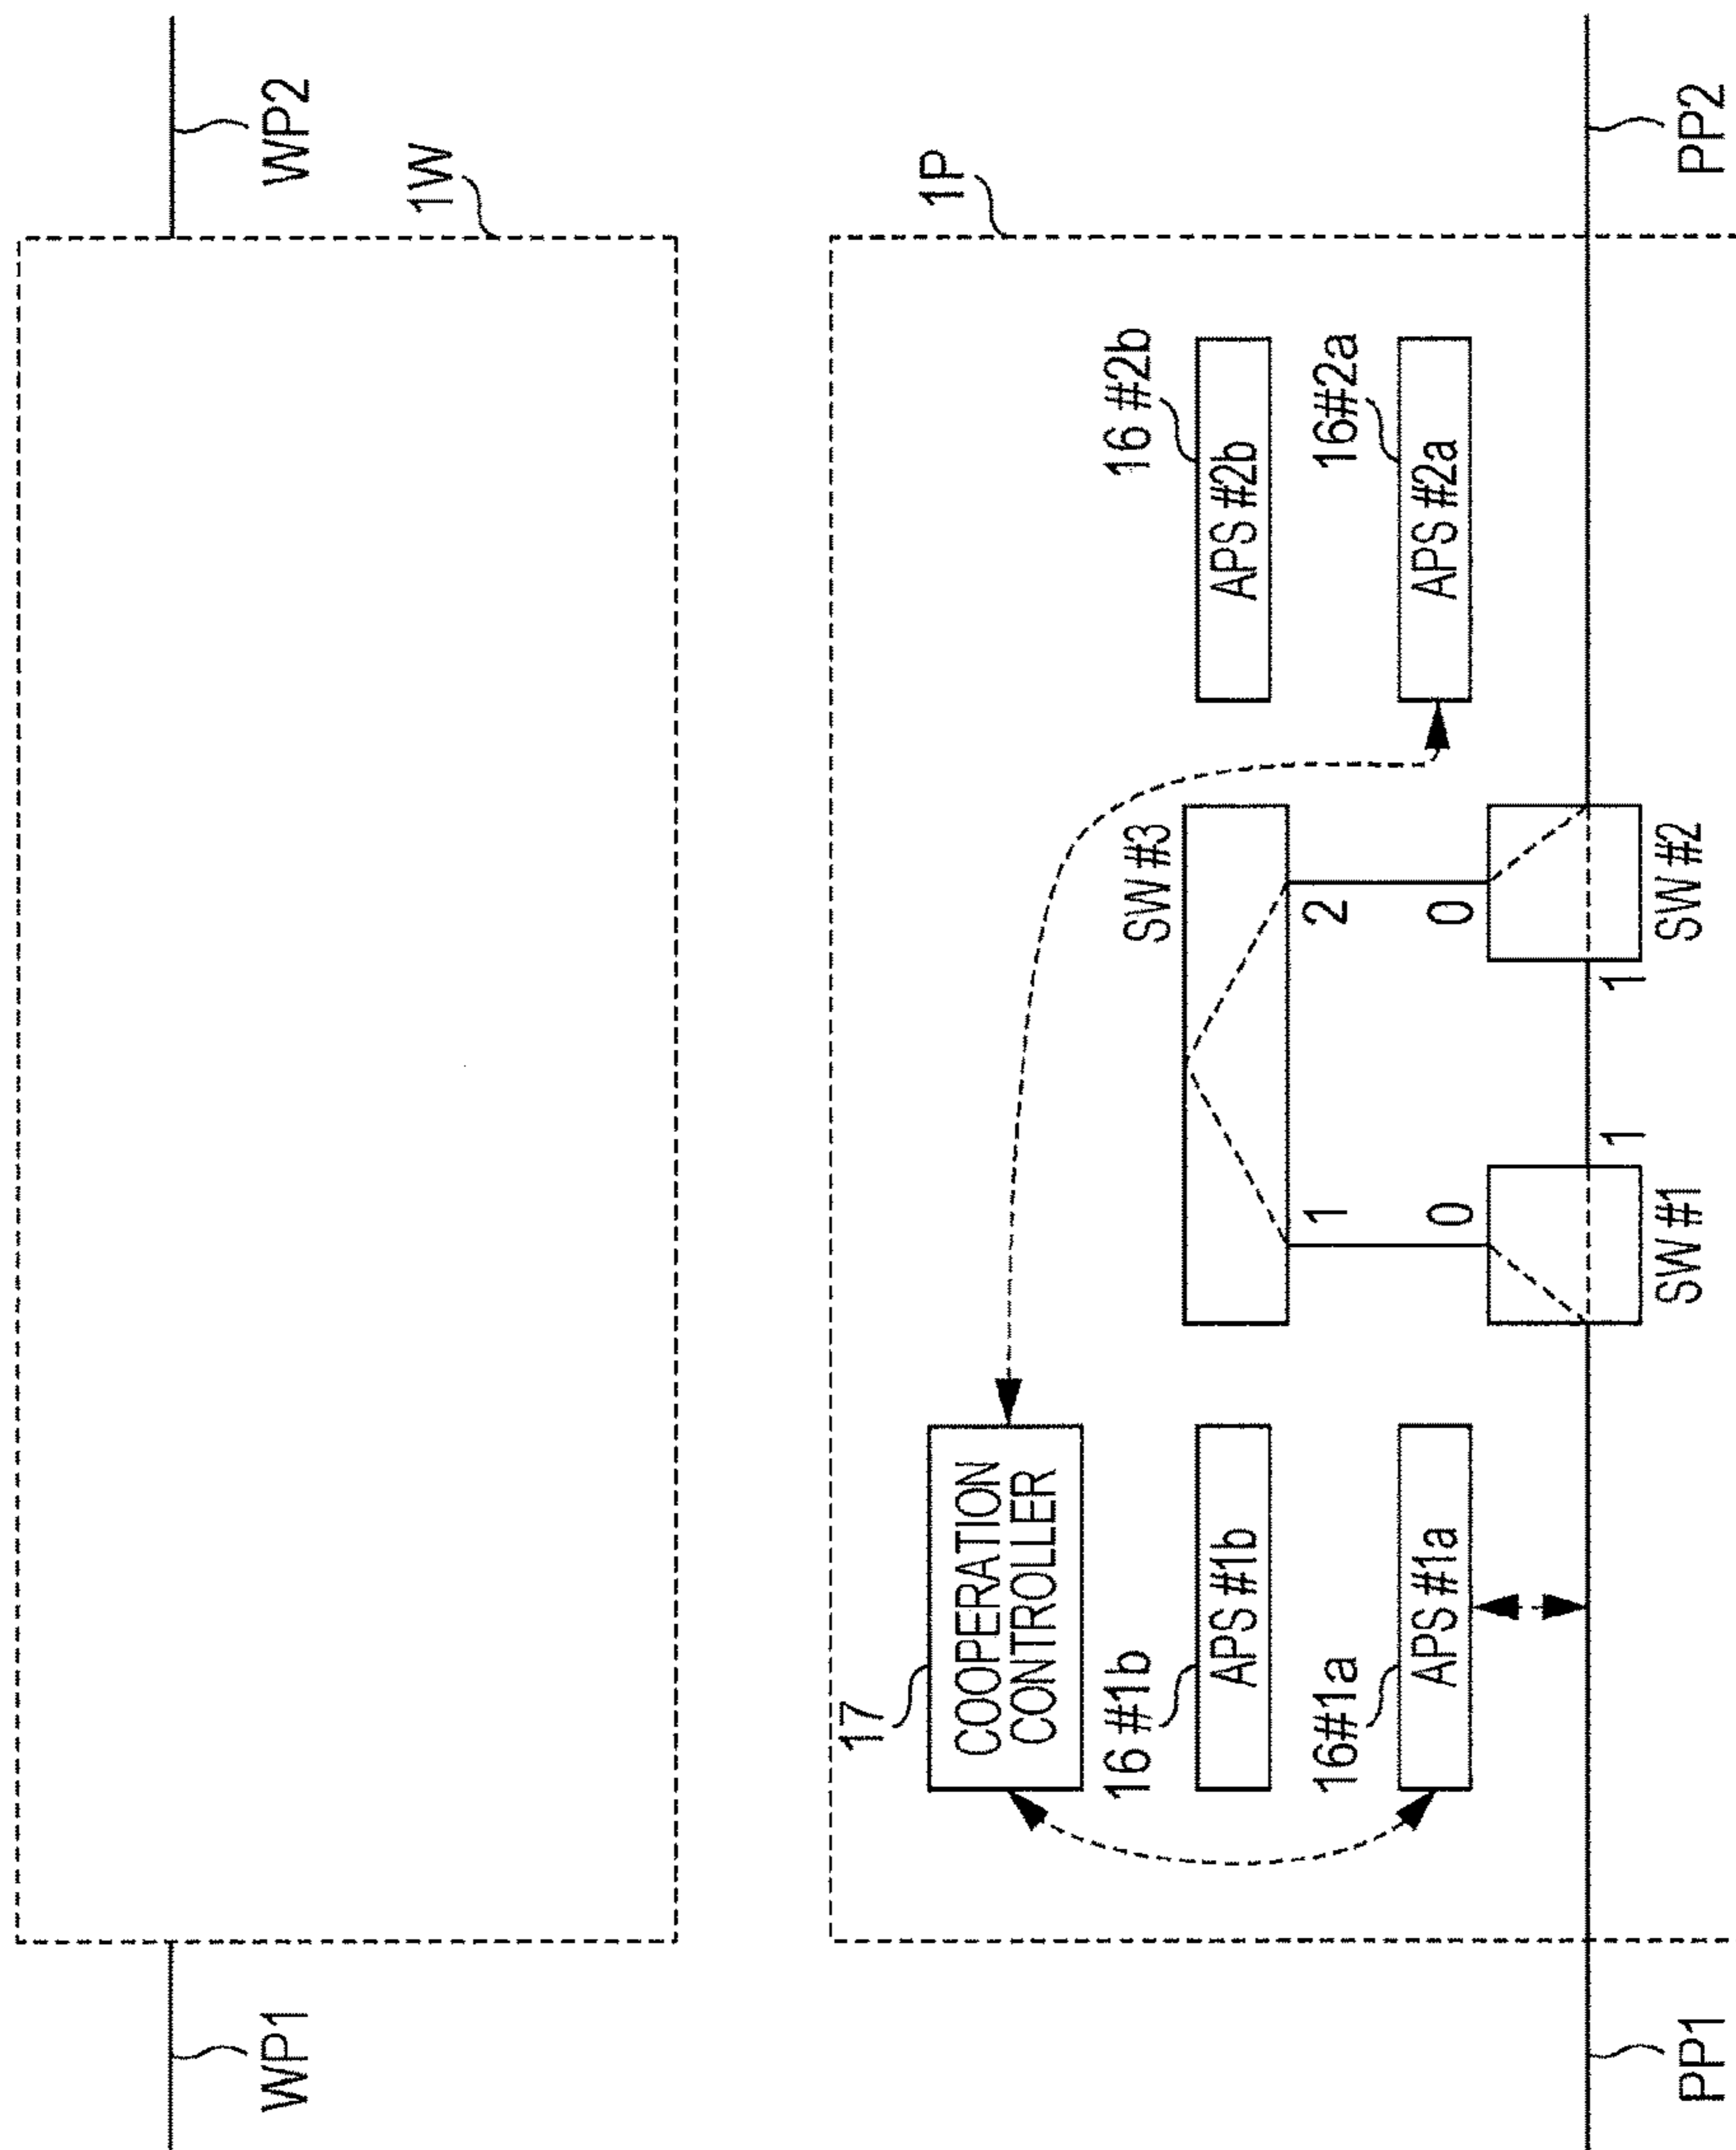 WP1
WP2
1W
1P
17
COOPERATION
CONTROLLER
16 #1b
APS #1b
16#1a
APS #1a
SW #3
1
2
0
0
1
1
SW #1
SW #2
16 #2b
APS #2b
16#2a
APS #2a
PP1
PP2